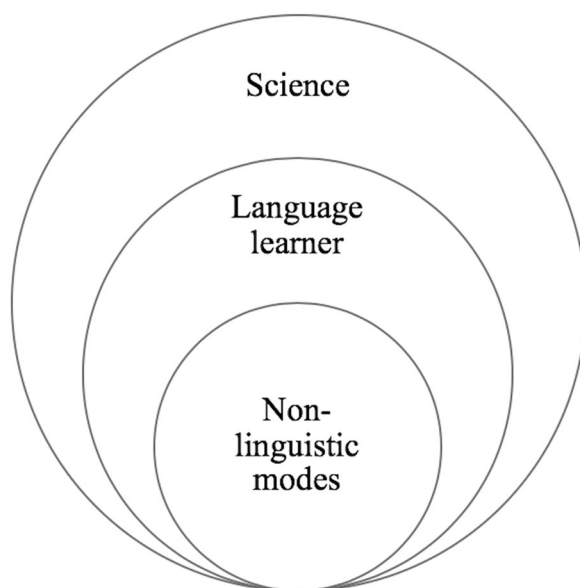 Science
Language
learner
Non-
linguistic
modes